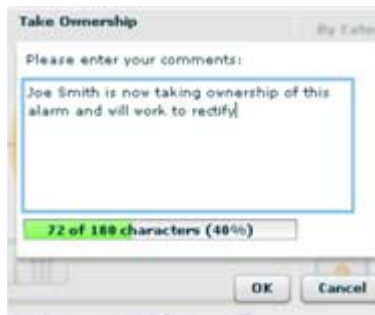 Take Ownership
Please enter your comments:
Joe Smith is now taking ownership of this
alarm and will work to rectify
72 of 180 characters (40%)
OK
Cancel